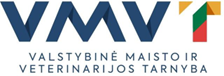 VMVT
VALSTYBINĖ MAISTO IR
VETERINARIJOS TARNYBA